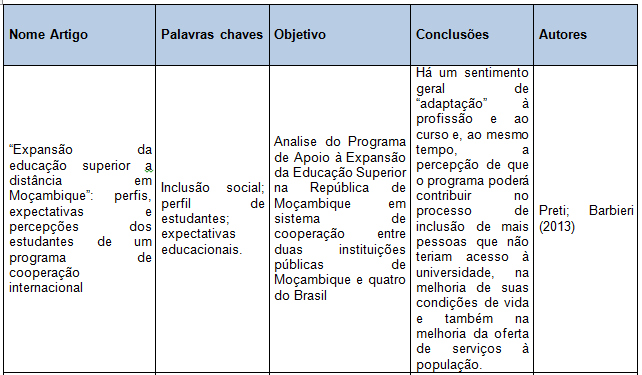 Nome Artigo
Palavras chaves
Objetivo
Conclusões
Autores
“Expansão da
educação superior a
distância em
Moçambique”: perfis,
expectativas e
percepções dos
estudantes de um
programa de
cooperação
internacional
Inclusão social;
perfil de
estudantes;
expectativas
educacionais.
Analise do Programa
de Apoio à Expansão
da Educação Superior
na República de
Moçambique em
sistema de
cooperação entre
duas instituições
públicas de
Moçambique e quatro
do Brasil
Há um sentimento
geral de
“adaptação” à
profissão e ao
curso e, ao mesmo
tempo, a
percepção de que
o programa poderá
contribuir no
processo de
inclusão de mais
pessoas que não
teriam acesso à
universidade, na
melhoria de suas
condições de vida
e também na
melhoria da oferta
de serviços à
população.
Preti; Barbieri
(2013)